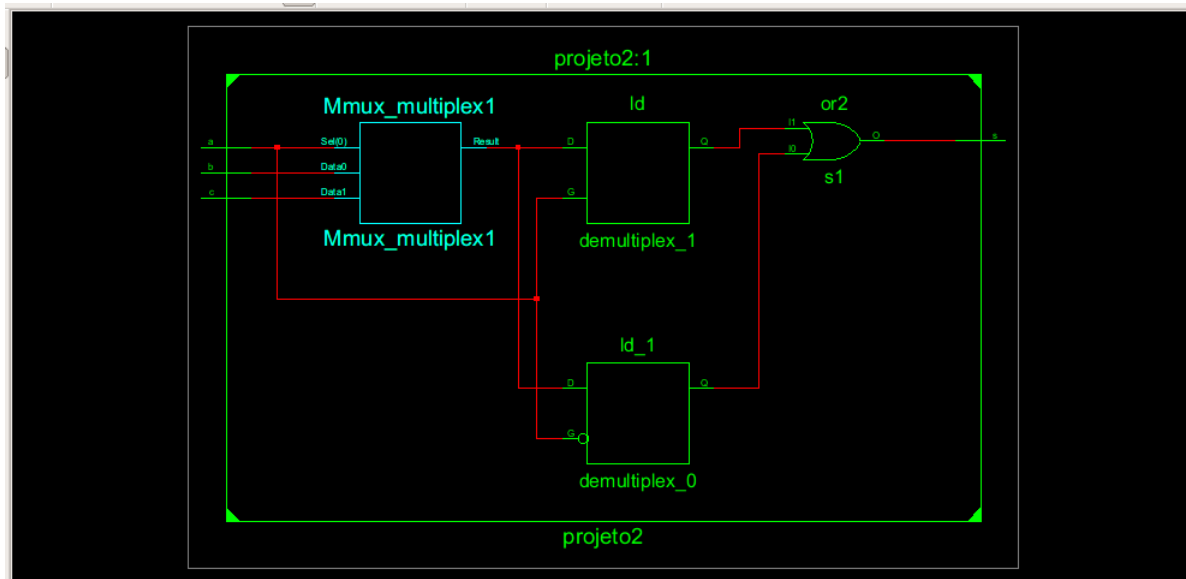 projeto2:1
Mmux_multiplex1
ld
or2
a
Sel(0)
Result
D
Q
I1
O
s
b
Data0
I0
c
Data1
G
s1
Mmux_multiplex1
demultiplex_1
ld_1
D
Q
G
demultiplex_0
projeto2